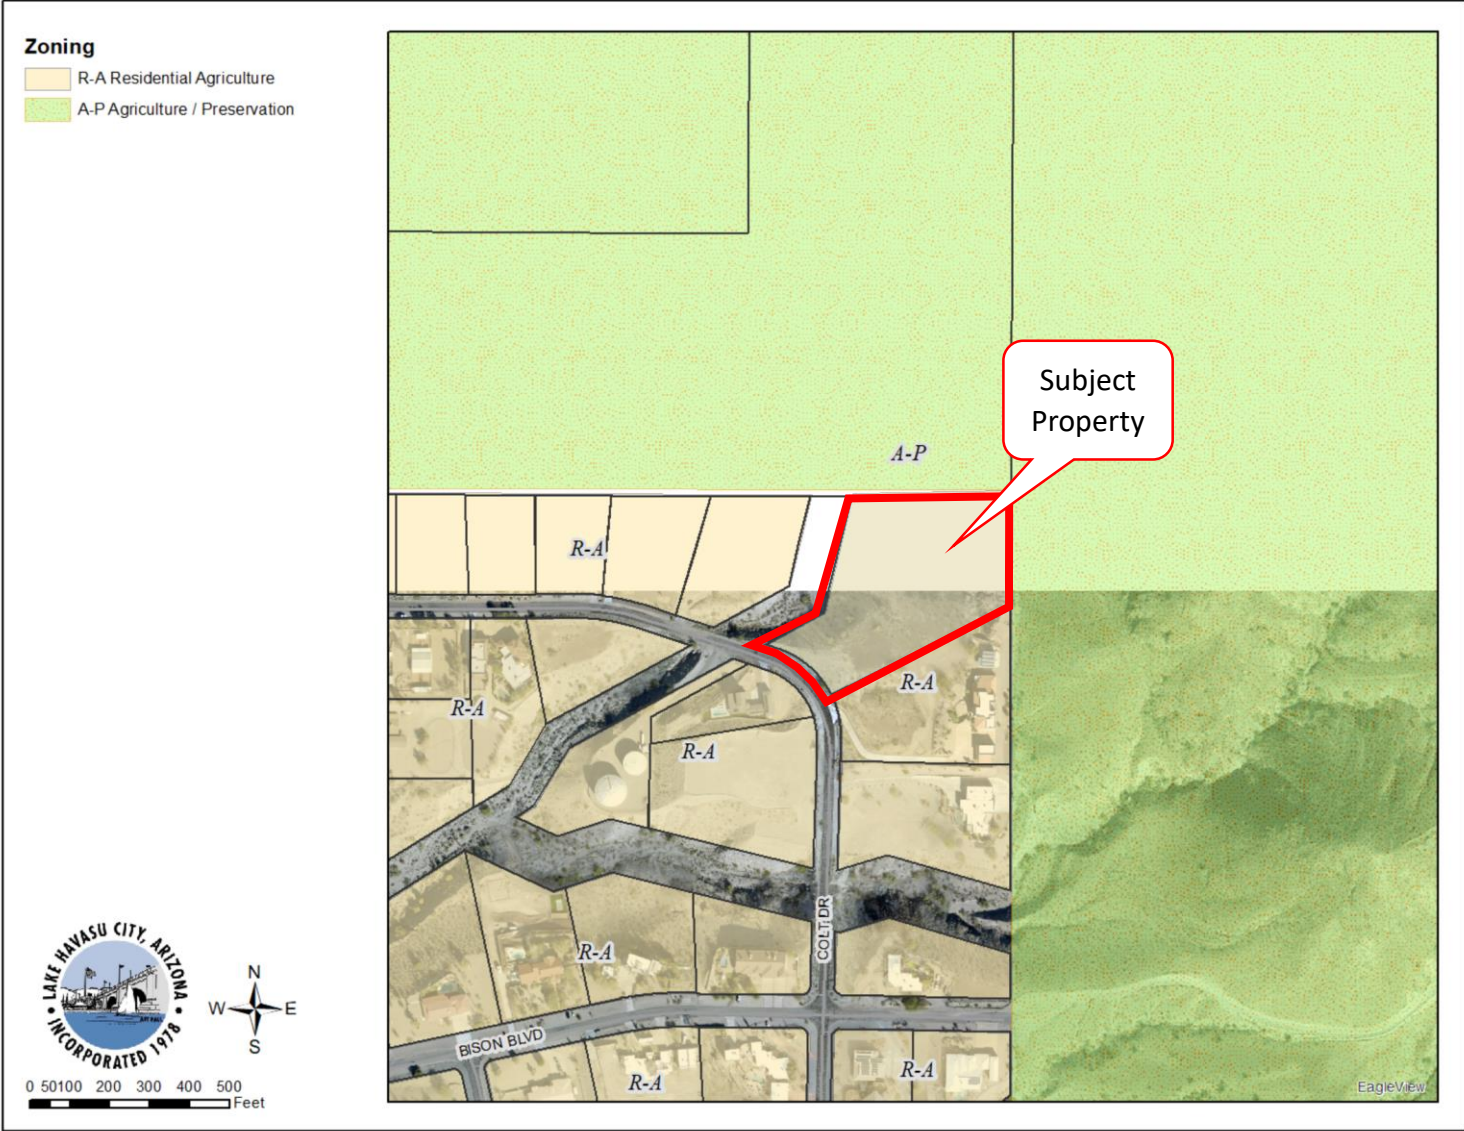 Zoning
R-A Residential Agriculture
A-P Agriculture / Preservation
Subject
Property
A-P
R-A
R-A
R-A
R-A
COLT DR
R-A
BISON BLVD
R-A
R-A
LAKE HAVASU CITY, ARIZONA
• INCORPORATED 1978 •
N
W E
S
0 50100 200 300 400 500
Feet
EagleView